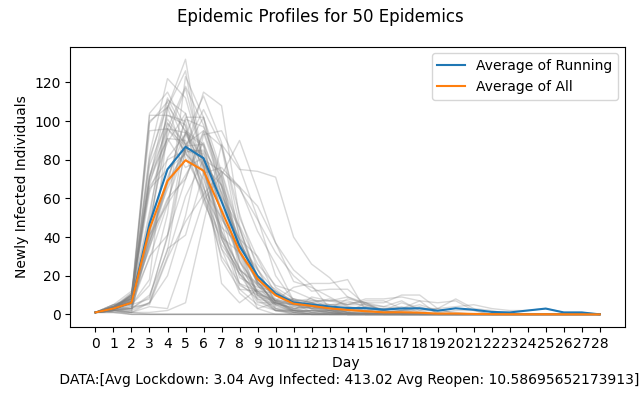 Epidemic Profiles for 50 Epidemics
Average of Running
Average of All
Newly Infected Individuals
120
100
80
60
40
20
0
0 1 2 3 4 5 6 7 8 9 10 11 12 13 14 15 16 17 18 19 20 21 22 23 24 25 26 27 28
Day
DATA:[Avg Lockdown: 3.04 Avg Infected: 413.02 Avg Reopen: 10.58695652173913]